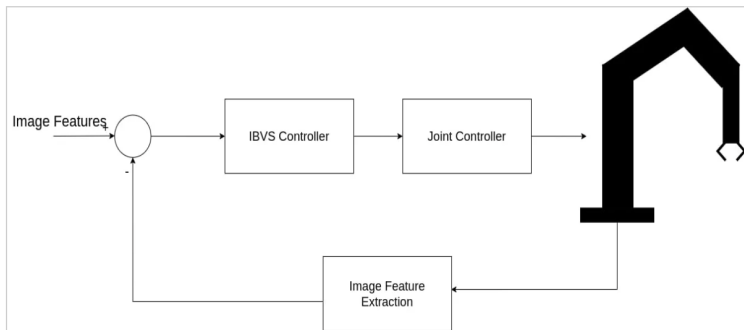 Image Features
+
IBVS Controller
Joint Controller
-
Image Feature
Extraction